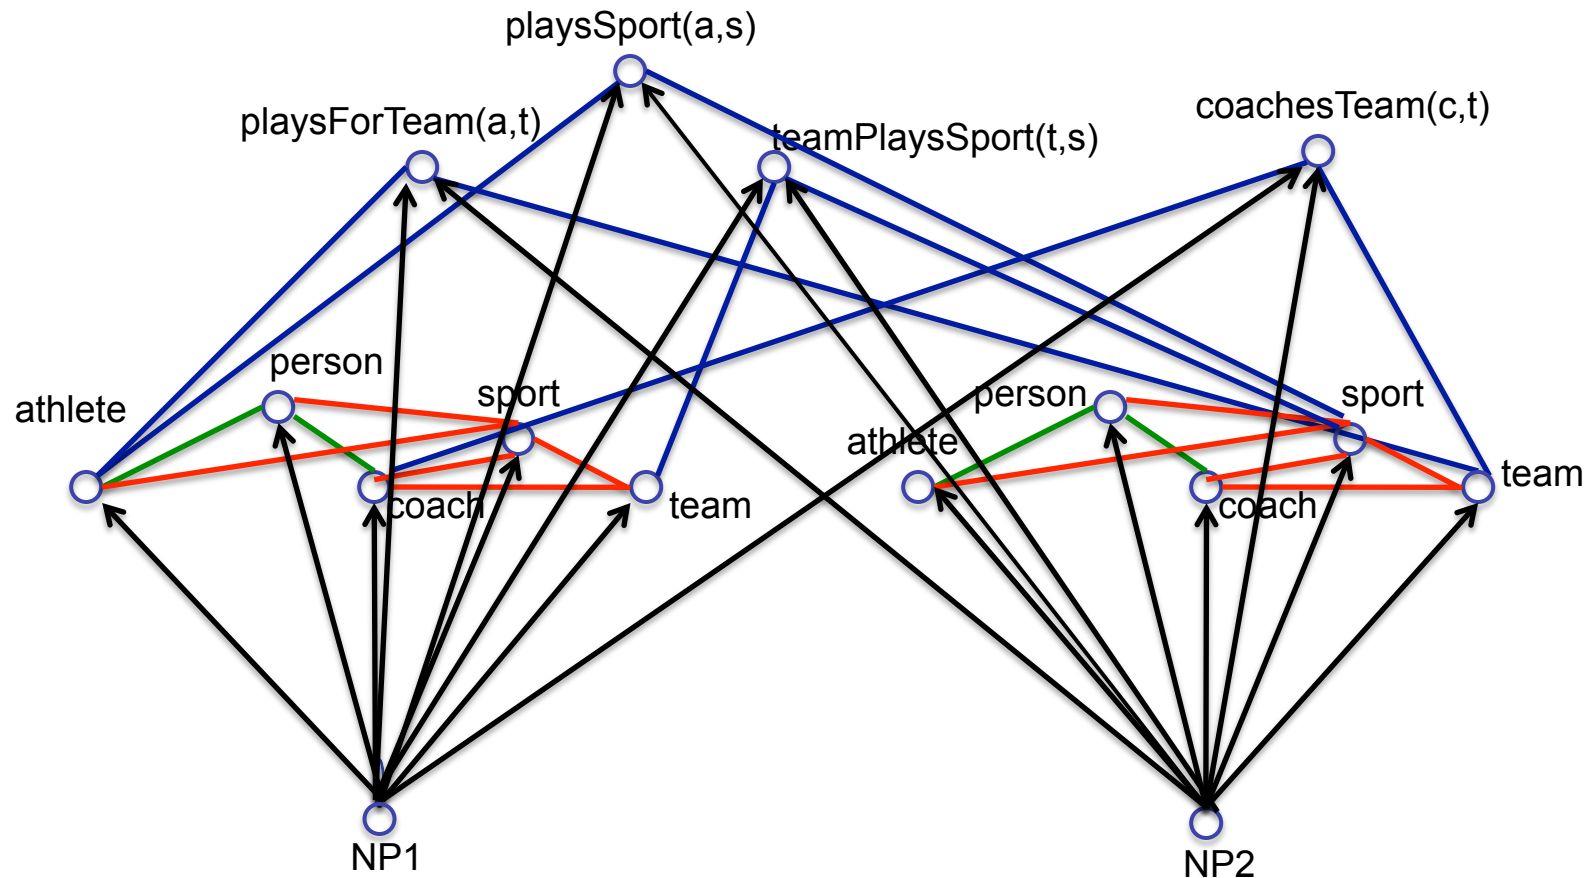 playsSport(a,s)
playsForTeam(a,t)
teamPlaysSport(t,s)
coachesTeam(c,t)
person
sport
athlete
coach
team
person
sport
athlete
coach
team
NP1
NP2